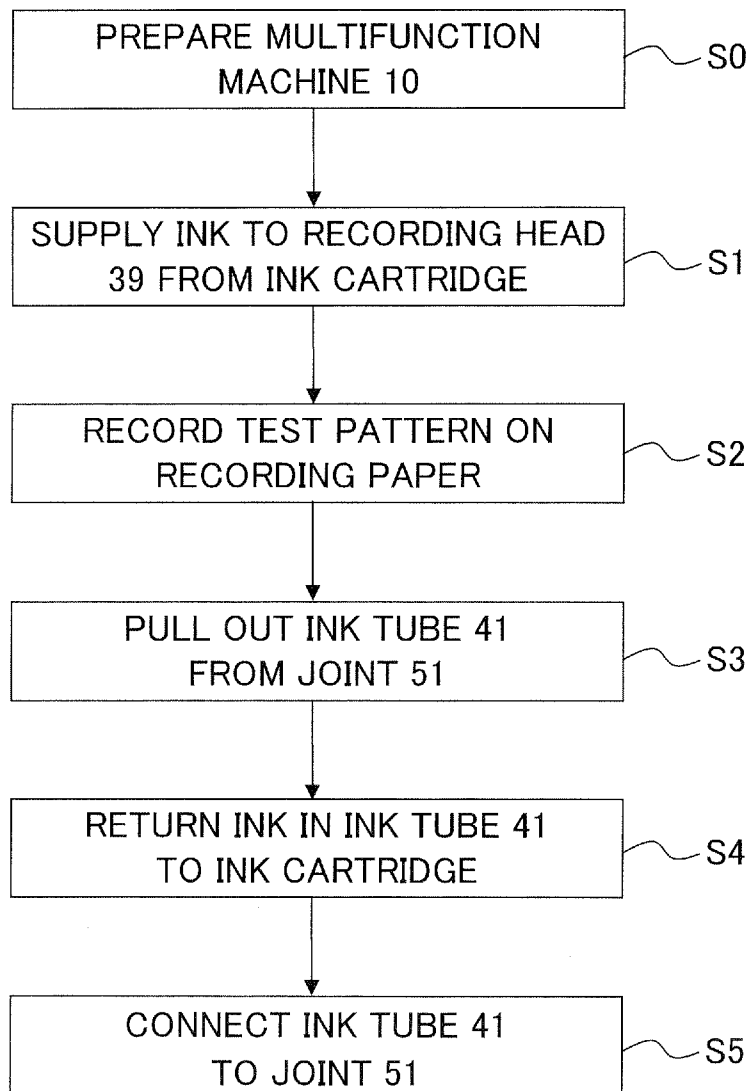 PREPARE MULTIFUNCTION
MACHINE 10
S0
SUPPLY INK TO RECORDING HEAD
39 FROM INK CARTRIDGE
S1
RECORD TEST PATTERN ON
RECORDING PAPER
S2
PULL OUT INK TUBE 41
FROM JOINT 51
S3
RETURN INK IN INK TUBE 41
TO INK CARTRIDGE
S4
CONNECT INK TUBE 41
TO JOINT 51
S5